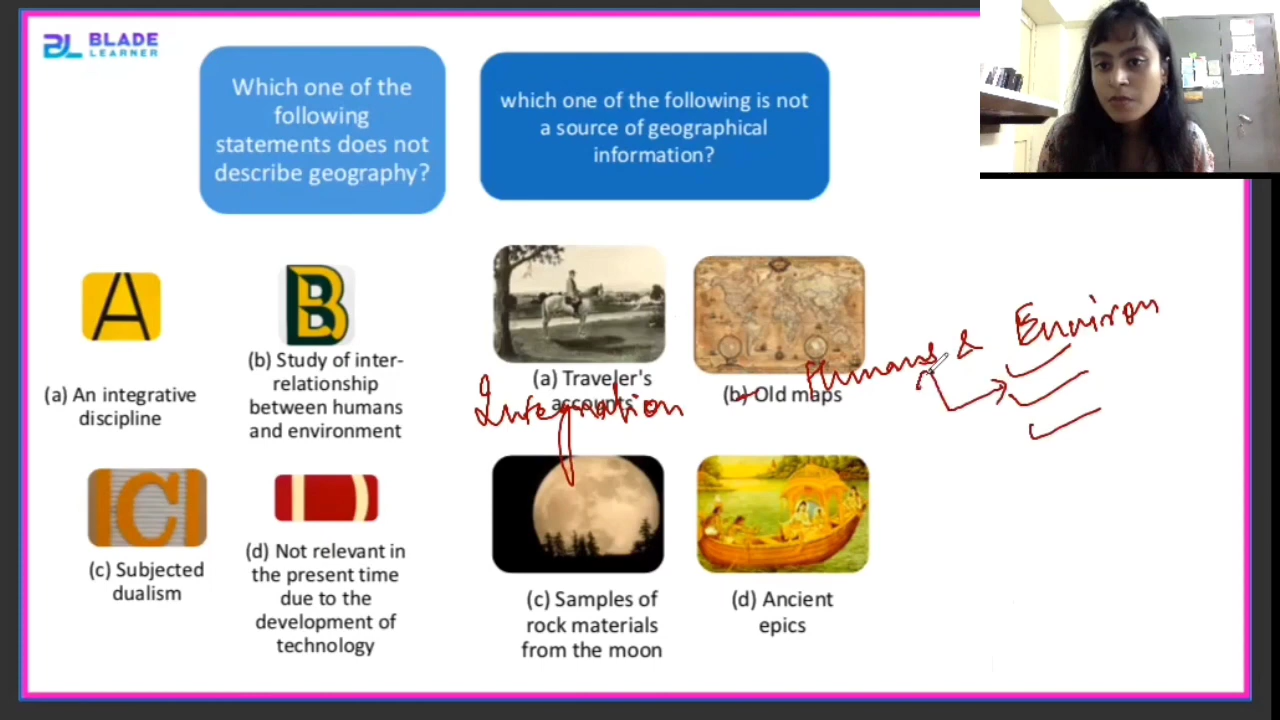 BLADE
LEARNER
Which one of the
following
statements does not
describe geography?
which one of the following is not
a source of geographical
information?
A
B
(a) An integrative
discipline
(b) Study of inter-
relationship
between humans
and environment
C
(c) Subjected
dualism
(d) Not relevant in
the present time
due to the
development of
technology
(a) Traveler's
accounts
(b) Old maps
(c) Samples of
rock materials
from the moon
(d) Ancient
epics
Integration
Humans & Environ